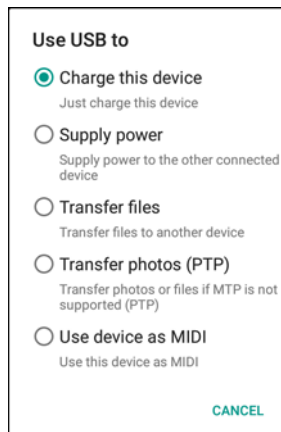 Use USB to
Charge this device
Just charge this device
Supply power
Supply power to the other connected
device
Transfer files
Transfer files to another device
Transfer photos (PTP)
Transfer photos or files if MTP is not
supported (PTP)
Use device as MIDI
Use this device as MIDI
CANCEL